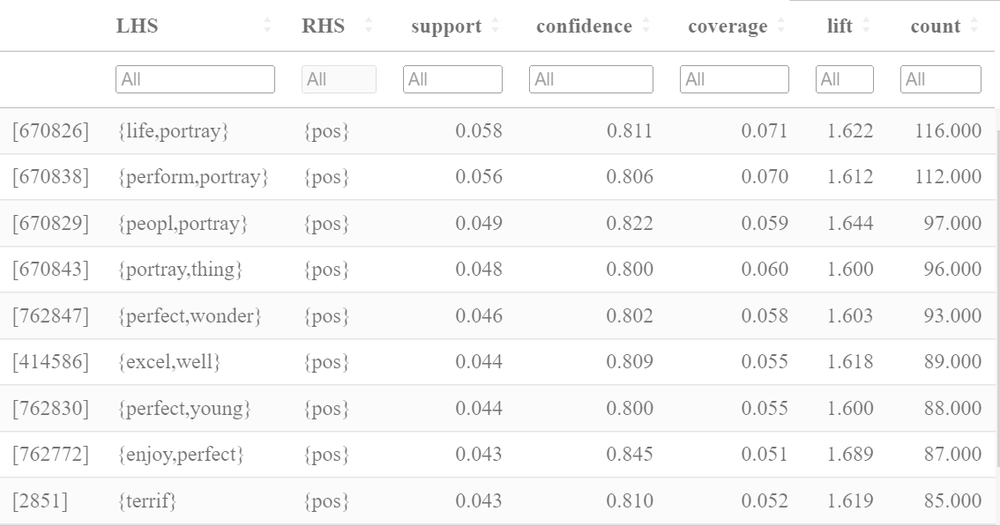 LHS RHS support confidence coverage lift count
All All All All All All All
[670826] {life,portray} {pos} 0.058 0.811 0.071 1.622 116.000
[670838] {perform,portray} {pos} 0.056 0.806 0.070 1.612 112.000
[670829] {peopl,portray} {pos} 0.049 0.822 0.059 1.644 97.000
[670843] {portray,thing} {pos} 0.048 0.800 0.060 1.600 96.000
[762847] {perfect,wonder} {pos} 0.046 0.802 0.058 1.603 93.000
[414586] {excel,well} {pos} 0.044 0.809 0.055 1.618 89.000
[762830] {perfect,young} {pos} 0.044 0.800 0.055 1.600 88.000
[762772] {enjoy,perfect} {pos} 0.043 0.845 0.051 1.689 87.000
[2851] {terrif} {pos} 0.043 0.810 0.052 1.619 85.000